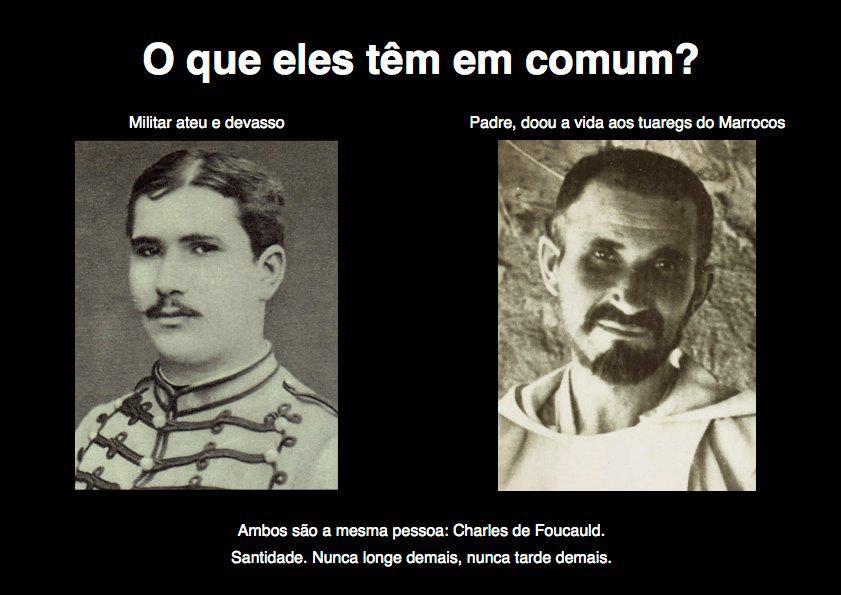 O que eles têm em comum?
Militar ateu e devasso
Padre, doou a vida aos tuaregs do Marrocos
Ambos são a mesma pessoa: Charles de Foucauld.
Santidade. Nunca longe demais, nunca tarde demais.